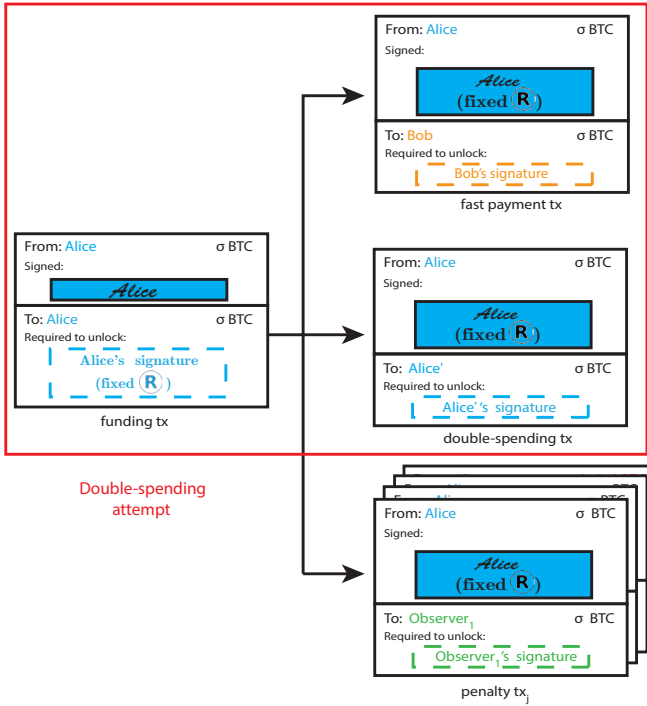 From: Alice σ BTC
Signed:
Alice
(fixed R)
To: Bob σ BTC
Required to unlock:
Bob's signature
fast payment tx
From: Alice σ BTC
Signed:
Alice
To: Alice σ BTC
Required to unlock:
Alice's signature
(fixed R)
funding tx
From: Alice σ BTC
Signed:
Alice
(fixed R)
To: Alice' σ BTC
Required to unlock:
Alice''s signature
double-spending tx
Double-spending
attempt
From: Alice σ BTC
Signed:
Alice
(fixed R)
To: Observer₁ σ BTC
Required to unlock:
Observer₁'s signature
penalty txⱼ